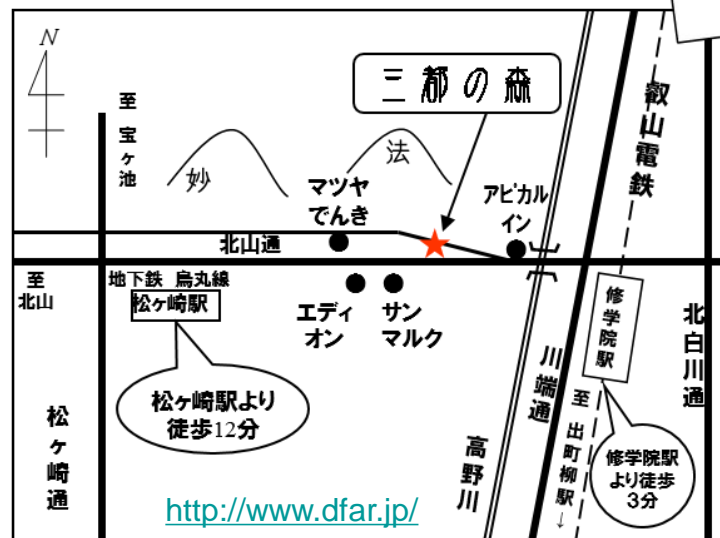 N
三都の森
至
宝
ヶ
池
妙
法
叡山電鉄
マツヤ
でんき
アピカル
イン
北山通
至
北山
地下鉄 烏丸線
松ヶ崎駅
エディ
オン
サン
マルク
修学院駅
北白川通
松ヶ崎駅より
徒歩12分
川端通
松ヶ崎通
高野川
至 出町柳駅↓
修学院駅
より徒歩
3分
http://www.dfar.jp/